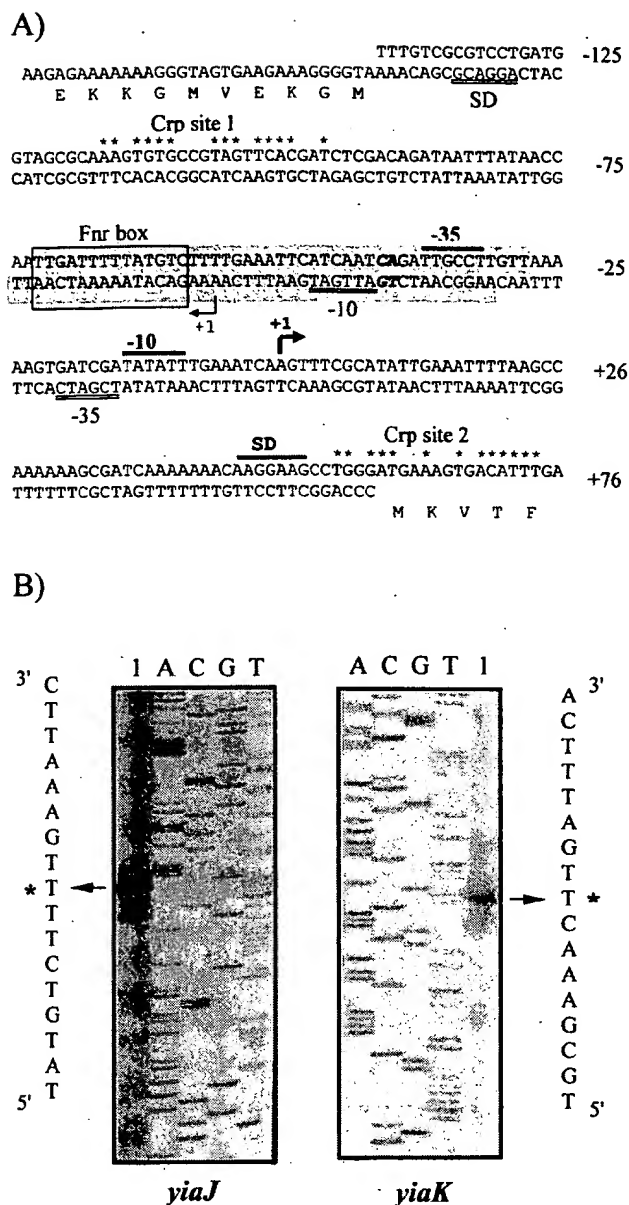 A)
TTTGTCGCGTCCTGATG -125
AAGAGAAAAAAAGGGTAGTGAAGAAAGGGGTAAAACAGCGCAGGACTAC
E K K G M V E K G M SD
Crp site 1
** **** *** **** *
GTAGCGCAAAGTGTGCCGTAGTTCACGATCTCGACAGATAATTTATAACC -75
CATCGCGTTTCACACGGCATCAAGTGCTAGAGCTGTCTATTAAATATTGG
Fnr box -35
AATTGATTTTTATGTCTTTTGAAATTCATCAATCAGATTGCCTTGTTAAA -25
TTAACTAAAAATACAGAAAACTTTAAGTAGTTAGTCTAACGGAACAATTT
+1 -10
-10 +1
AAGTGATCGATATATTTGAAATCAAGTTTCGCATATTGAAATTTTAAGCC +26
TTCACTAGCTATATAAACTTTAGTTCAAAGCGTATAACTTTAAAATTCGG
-35
SD Crp site 2
** *** * * ******
AAAAAAGCGATCAAAAAAACAAGGAAGCCTGGGATGAAAGTGACATTTGA +76
TTTTTTCGCTAGTTTTTTTGTTCCTTCGGACCC
M K V T F
B)
1 A C G T
3' C T T A A A G T T T T C T G T A T 5'
*
yiaJ
A C G T 1
3' A C T T T A G T T C A A A G C G T 5'
*
yiaK